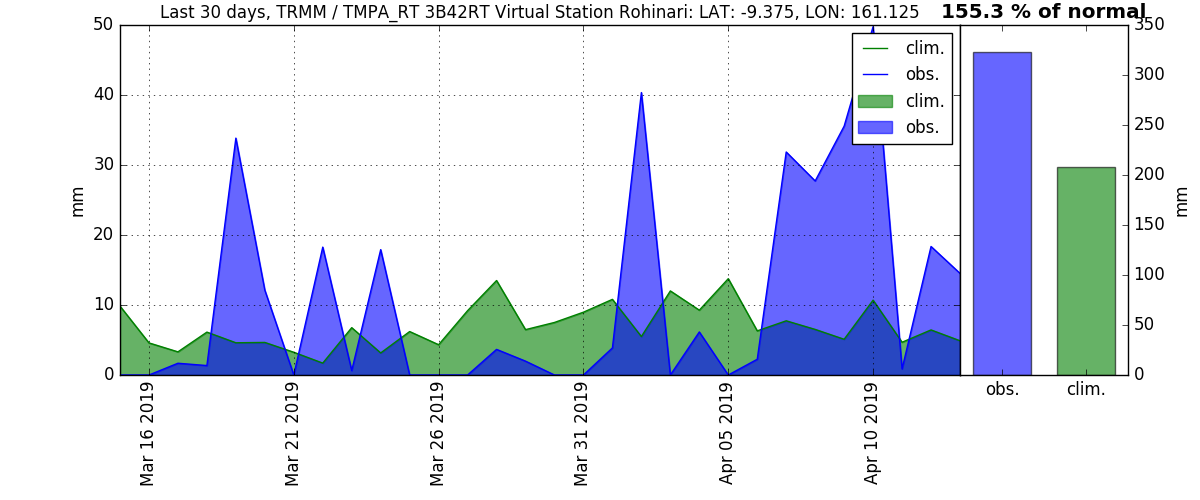 Last 30 days, TRMM / TMPA_RT 3B42RT Virtual Station Rohinari: LAT: -9.375, LON: 161.125
155.3 % of normal
50
40
30
20
10
0
mm
clim.
obs.
clim.
obs.
350
300
250
200
150
100
50
0
mm
Mar 16 2019
Mar 21 2019
Mar 26 2019
Mar 31 2019
Apr 05 2019
Apr 10 2019
obs.
clim.